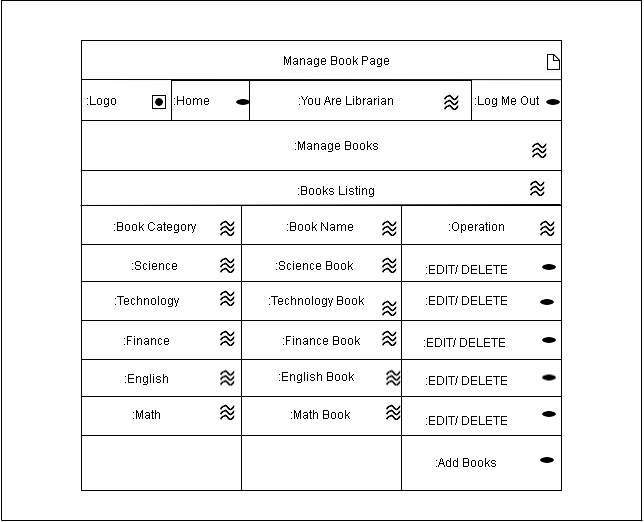 Manage Book Page
:Logo :Home :You Are Librarian :Log Me Out
:Manage Books
:Books Listing
:Book Category :Book Name :Operation
:Science :Science Book :EDIT/ DELETE
:Technology :Technology Book :EDIT/ DELETE
:Finance :Finance Book :EDIT/ DELETE
:English :English Book :EDIT/ DELETE
:Math :Math Book :EDIT/ DELETE
:Add Books